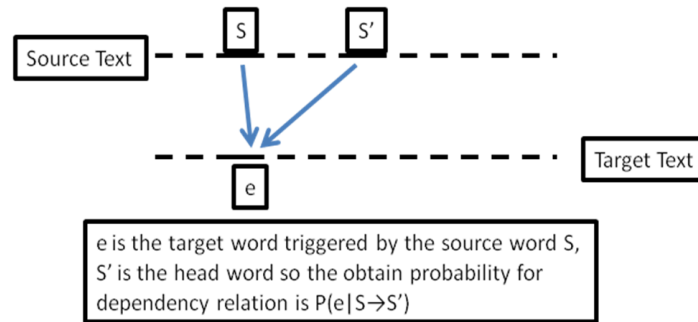 S S’
Source Text
Target Text
e
e is the target word triggered by the source word S,
S’ is the head word so the obtain probability for
dependency relation is P(e|S→S’)